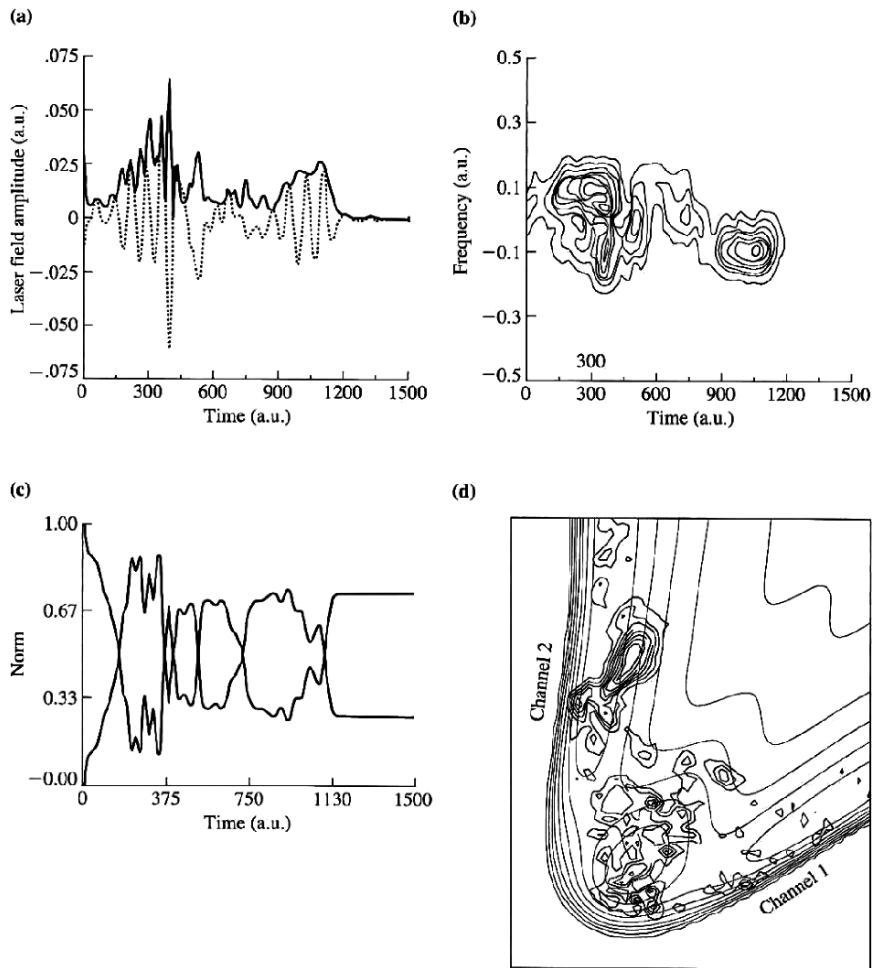 (a)
.075
.050
.025
0
−.025
−.050
−.075
Laser field amplitude (a.u.)
0 300 600 900 1200 1500
Time (a.u.)
(b)
0.5
0.3
0.1
−0.1
−0.3
−0.5
Frequency (a.u.)
300
0 300 600 900 1200 1500
Time (a.u.)
(c)
1.00
0.67
0.33
−0.00
Norm
0 375 750 1130 1500
Time (a.u.)
(d)
Channel 2
Channel 1